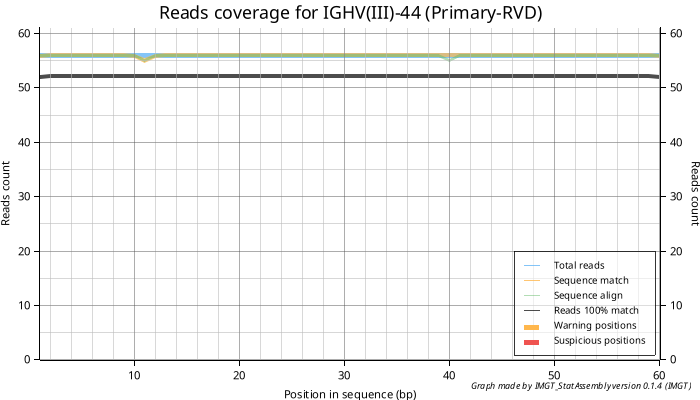 Reads coverage for IGHV(III)-44 (Primary-RVD)
60
50
40
30
20
10
0
Reads count
60
50
40
30
20
10
0
Reads count
10
20
30
40
50
60
Position in sequence (bp)
Total reads
Sequence match
Sequence align
Reads 100% match
Warning positions
Suspicious positions
Graph made by IMGT_StatAssembly version 0.1.4 (IMGT)